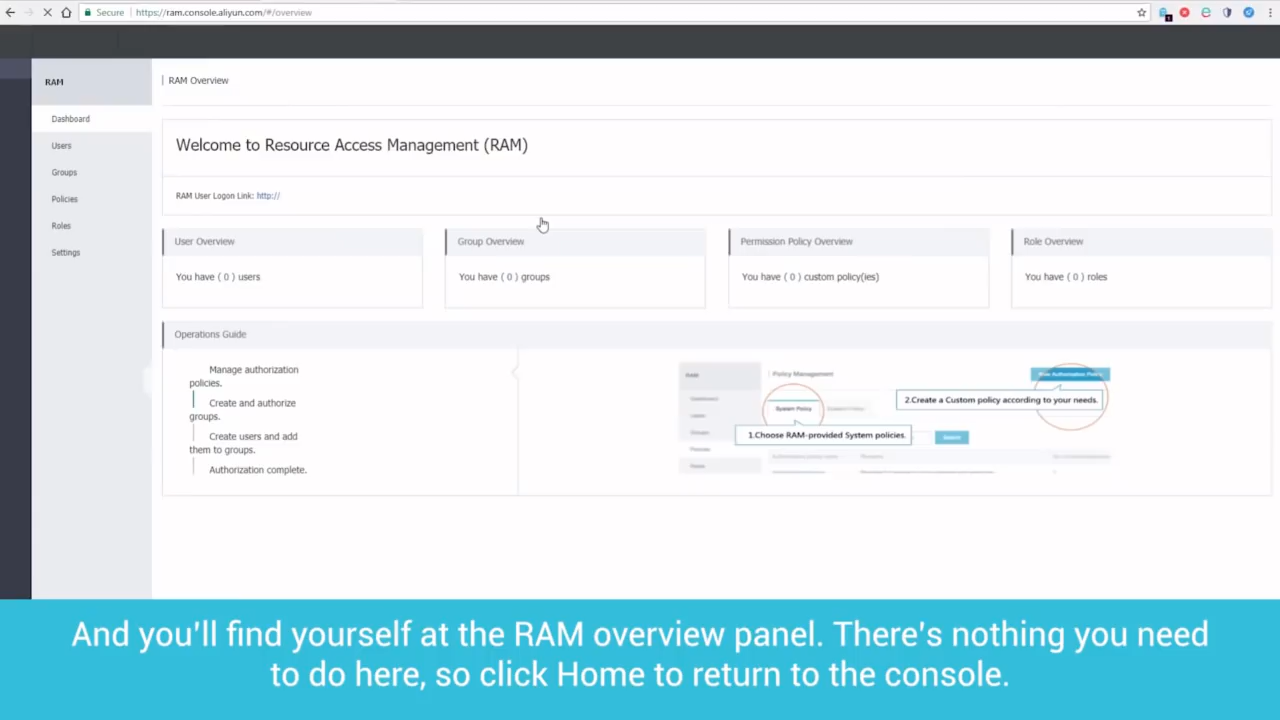 Secure
https://ram.console.aliyun.com/#/overview
RAM
RAM Overview
Dashboard
Users
Groups
Policies
Roles
Settings
Welcome to Resource Access Management (RAM)
RAM User Logon Link: http://
User Overview
You have ( 0 ) users
Group Overview
You have ( 0 ) groups
Permission Policy Overview
You have ( 0 ) custom policy(ies)
Role Overview
You have ( 0 ) roles
Operations Guide
Manage authorization
policies.
Create and authorize
groups.
Create users and add
them to groups.
Authorization complete.
RAM
Policy Management
System Policy
2.Create a Custom policy according to your needs.
1.Choose RAM-provided System policies.
And you'll find yourself at the RAM overview panel. There's nothing you need
to do here, so click Home to return to the console.